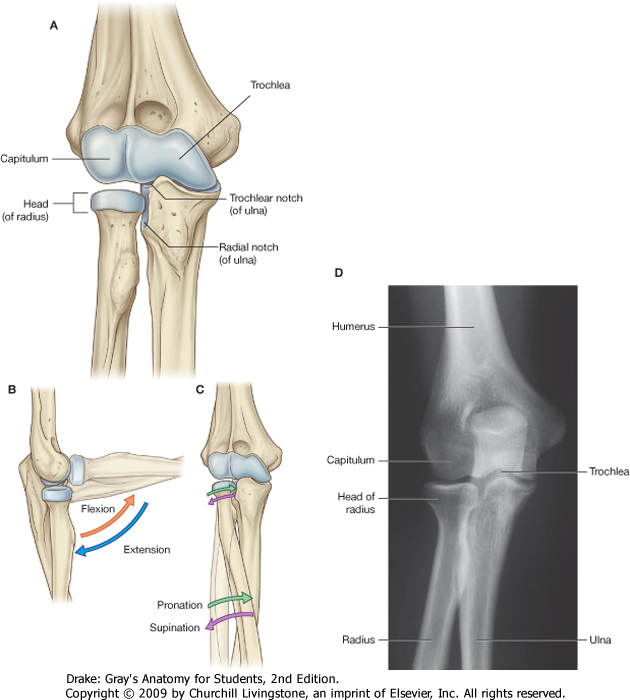 A
Trochlea
Capitulum
Head
(of radius)
Trochlear notch
(of ulna)
Radial notch
(of ulna)
B
Flexion
Extension
C
Pronation
Supination
D
Humerus
Capitulum
Trochlea
Head of
radius
Radius
Ulna
Drake: Gray's Anatomy for Students, 2nd Edition.
Copyright © 2009 by Churchill Livingstone, an imprint of Elsevier, Inc. All rights reserved.